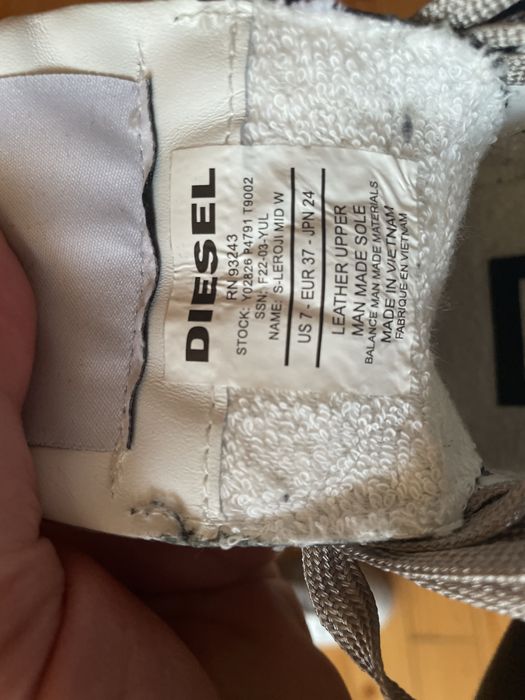 DIESEL
RN 93243
STOCK: Y02826 P4791 T9002
SSN: F22-03-YUL
NAME: S-LEROJI MID W
US 7 - EUR 37 - JPN 24
LEATHER UPPER
MAN MADE SOLE
BALANCE MAN MADE MATERIALS
MADE IN VIETNAM
FABRIQUE EN VIETNAM